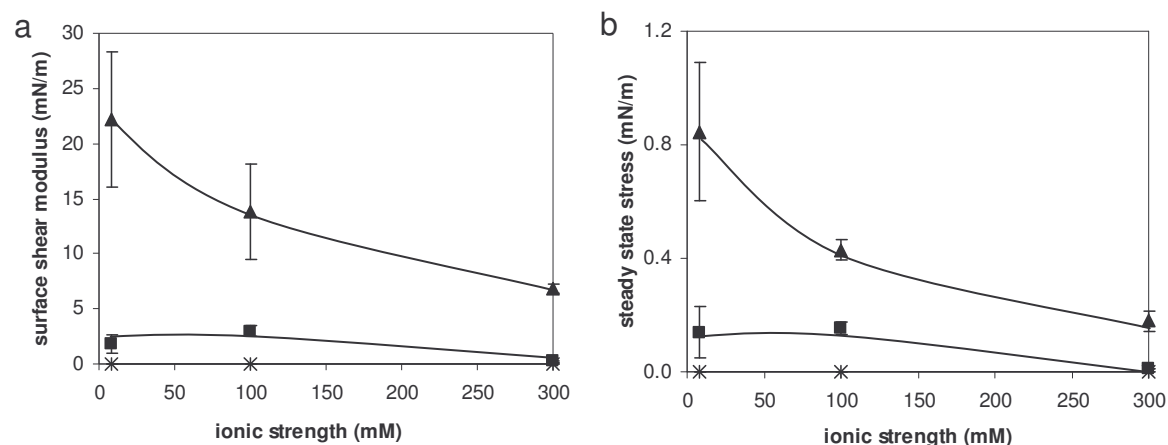 a
surface shear modulus (mN/m)
30
25
20
15
10
5
0
0 50 100 150 200 250 300
ionic strength (mM)
b
steady state stress (mN/m)
1.2
0.8
0.4
0.0
0 50 100 150 200 250 300
ionic strength (mM)